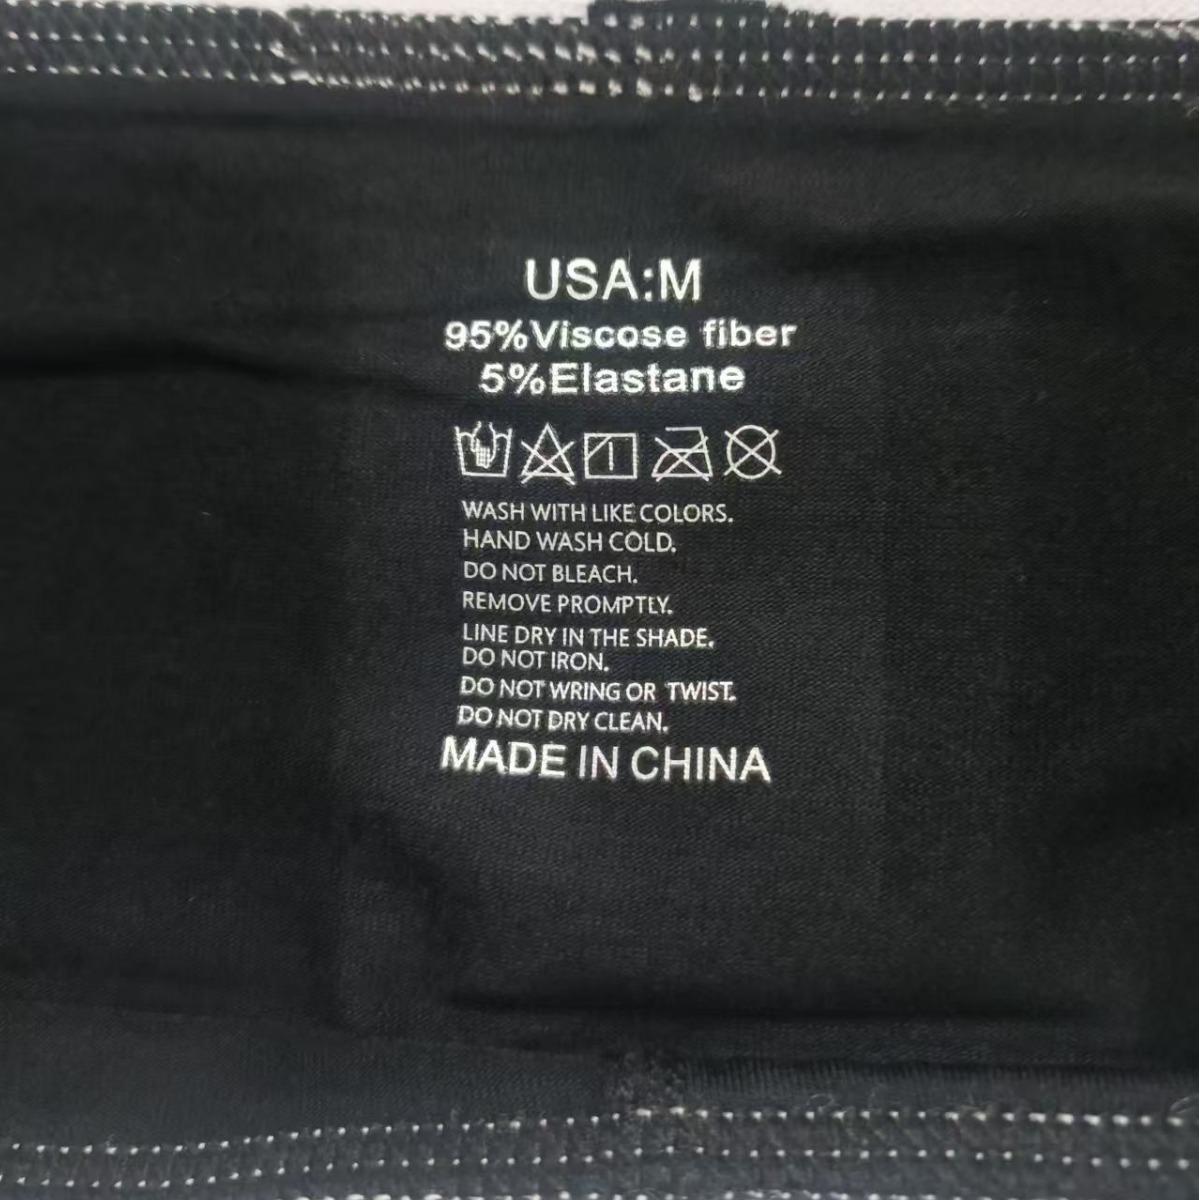 USA:M
95%Viscose fiber
5%Elastane
WASH WITH LIKE COLORS.
HAND WASH COLD.
DO NOT BLEACH.
REMOVE PROMPTLY.
LINE DRY IN THE SHADE.
DO NOT IRON.
DO NOT WRING OR TWIST.
DO NOT DRY CLEAN.
MADE IN CHINA